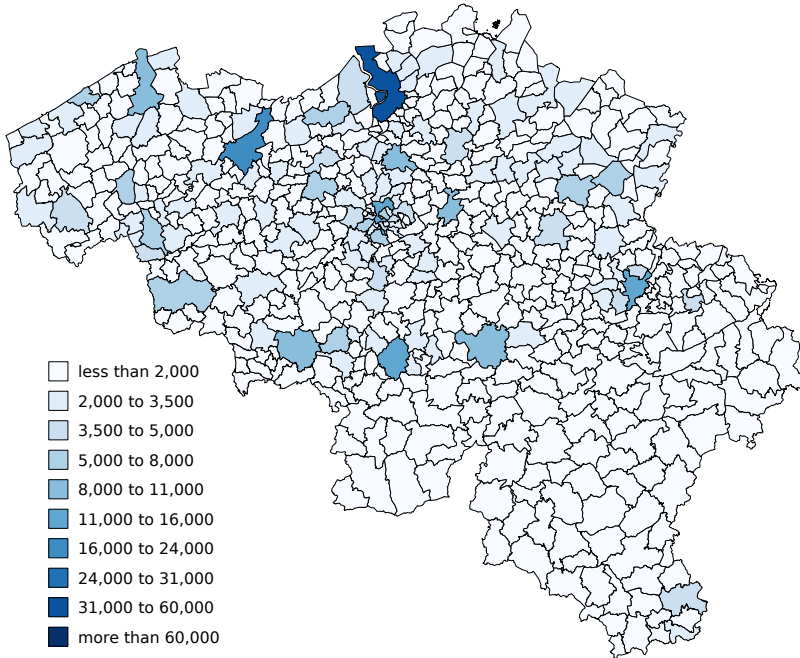 less than 2,000
2,000 to 3,500
3,500 to 5,000
5,000 to 8,000
8,000 to 11,000
11,000 to 16,000
16,000 to 24,000
24,000 to 31,000
31,000 to 60,000
more than 60,000